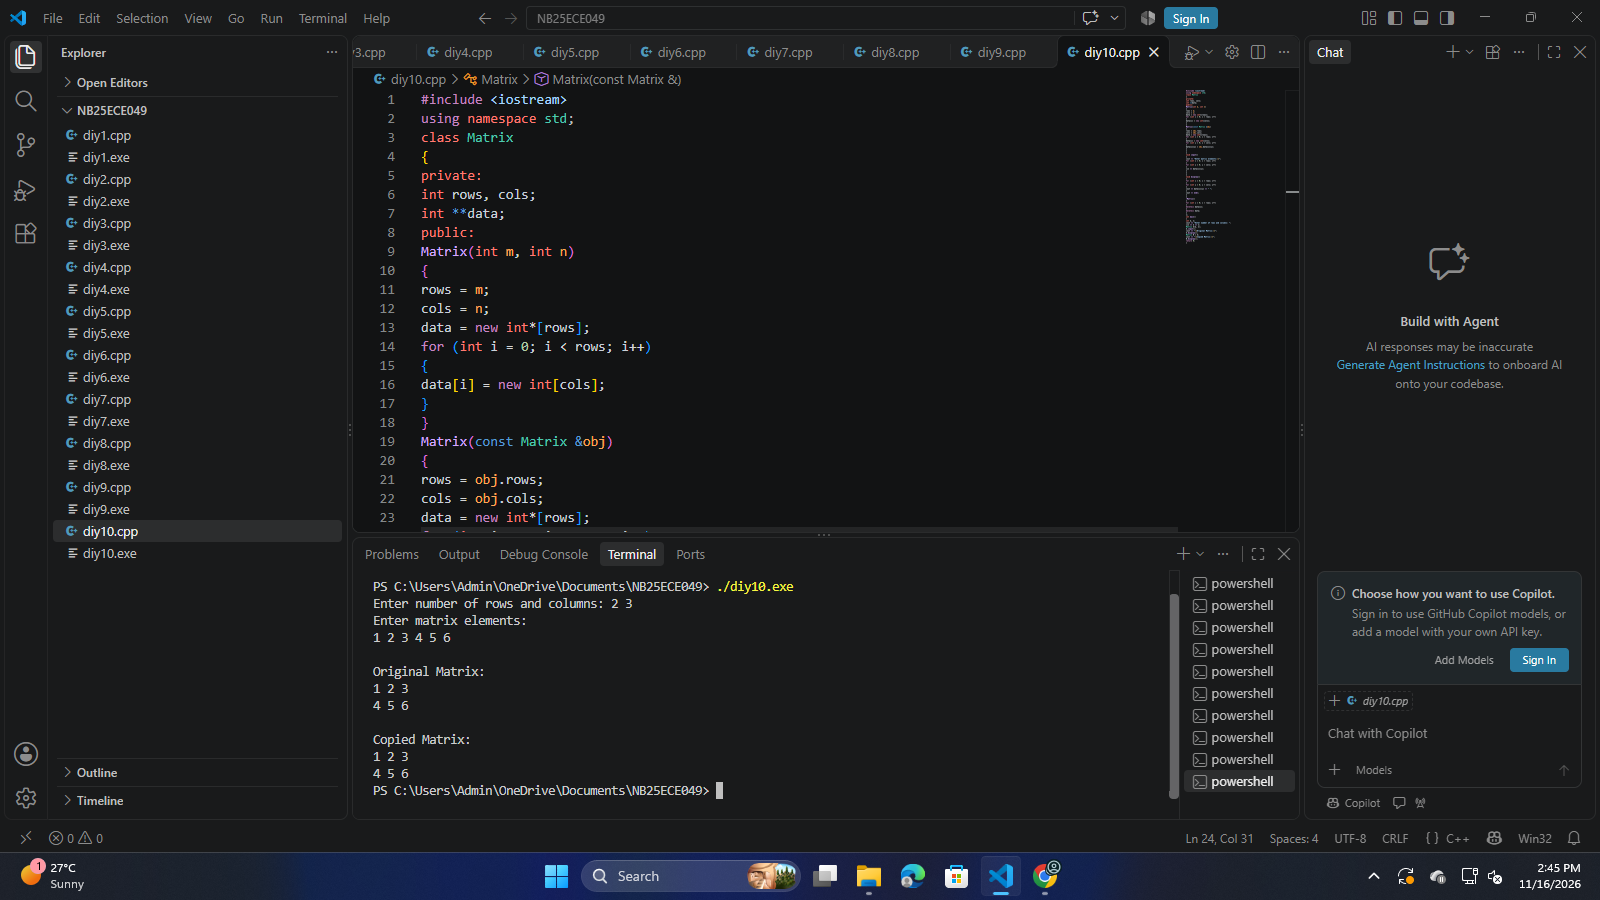 File Edit Selection View Go Run Terminal Help
NB25ECE049
Sign In
Explorer
Open Editors
NB25ECE049
diy1.cpp
diy1.exe
diy2.cpp
diy2.exe
diy3.cpp
diy3.exe
diy4.cpp
diy4.exe
diy5.cpp
diy5.exe
diy6.cpp
diy6.exe
diy7.cpp
diy7.exe
diy8.cpp
diy8.exe
diy9.cpp
diy9.exe
diy10.cpp
diy10.exe
Outline
Timeline
y3.cpp diy4.cpp diy5.cpp diy6.cpp diy7.cpp diy8.cpp diy9.cpp diy10.cpp
diy10.cpp > Matrix > Matrix(const Matrix &)
1 #include <iostream>
2 using namespace std;
3 class Matrix
4 {
5 private:
6 int rows, cols;
7 int **data;
8 public:
9 Matrix(int m, int n)
10 {
11 rows = m;
12 cols = n;
13 data = new int*[rows];
14 for (int i = 0; i < rows; i++)
15 {
16 data[i] = new int[cols];
17 }
18 }
19 Matrix(const Matrix &obj)
20 {
21 rows = obj.rows;
22 cols = obj.cols;
23 data = new int*[rows];
Problems Output Debug Console Terminal Ports
PS C:\Users\Admin\OneDrive\Documents\NB25ECE049> ./diy10.exe
Enter number of rows and columns: 2 3
Enter matrix elements:
1 2 3 4 5 6
Original Matrix:
1 2 3
4 5 6
Copied Matrix:
1 2 3
4 5 6
PS C:\Users\Admin\OneDrive\Documents\NB25ECE049>
powershell
powershell
powershell
powershell
powershell
powershell
powershell
powershell
powershell
powershell
Chat
Build with Agent
AI responses may be inaccurate
Generate Agent Instructions to onboard AI
onto your codebase.
Choose how you want to use Copilot.
Sign in to use GitHub Copilot models, or
add a model with your own API key.
Add Models Sign In
diy10.cpp
Chat with Copilot
Models
Copilot
0 0
Ln 24, Col 31 Spaces: 4 UTF-8 CRLF {} C++ Win32
1
27°C
Sunny
Search
2:45 PM
11/16/2026